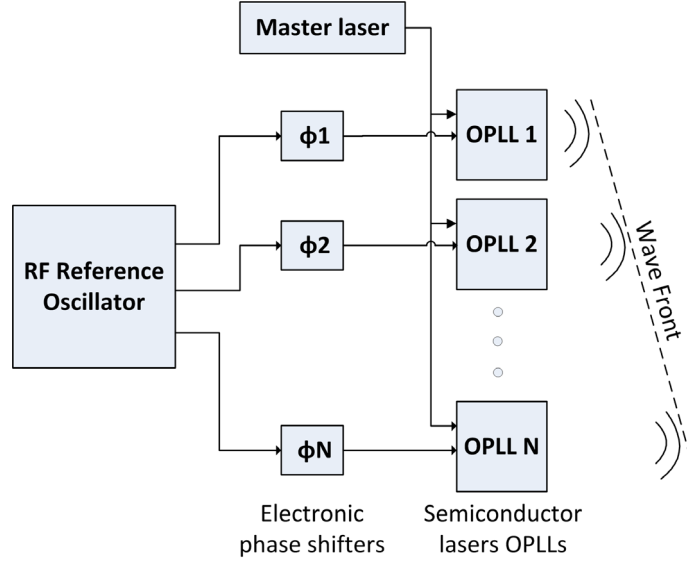 Master laser
ϕ1
OPLL 1
ϕ2
OPLL 2
RF Reference
Oscillator
Wave Front
ϕN
OPLL N
Electronic
phase shifters
Semiconductor
lasers OPLLs